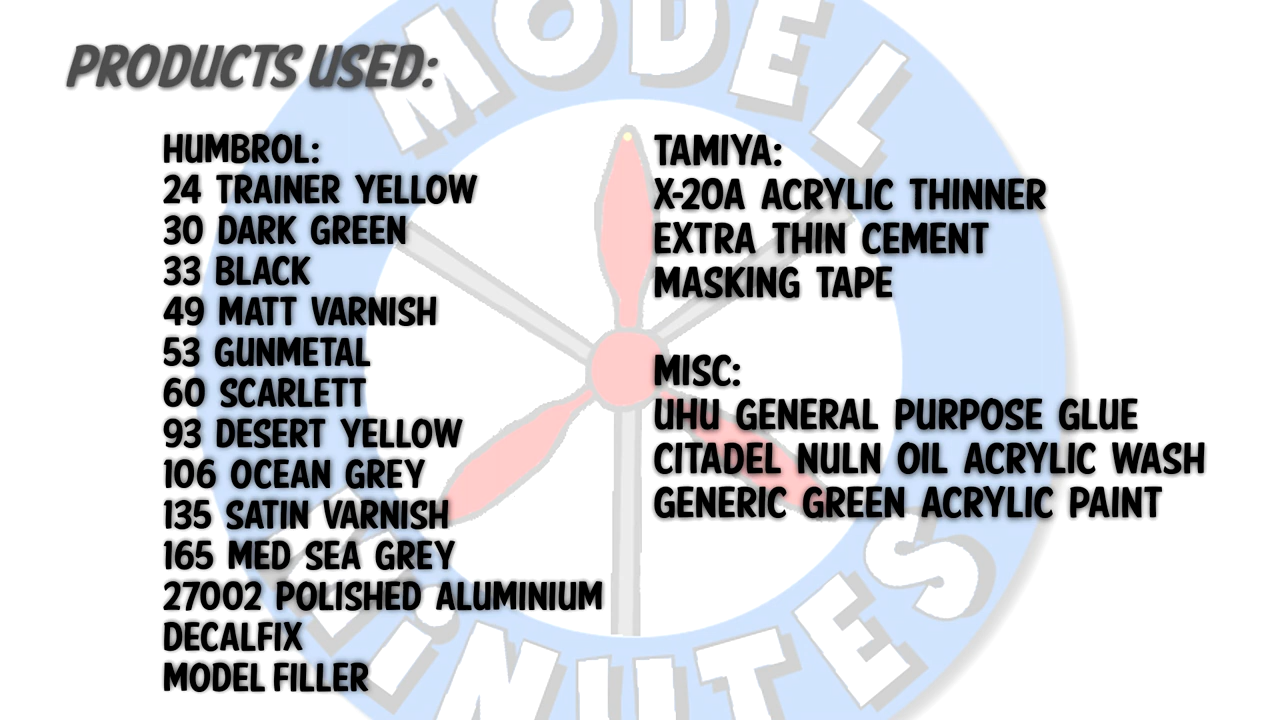 PRODUCTS USED:
HUMBROL:
24 TRAINER YELLOW
30 DARK GREEN
33 BLACK
49 MATT VARNISH
53 GUNMETAL
60 SCARLETT
93 DESERT YELLOW
106 OCEAN GREY
135 SATIN VARNISH
165 MED SEA GREY
27002 POLISHED ALUMINIUM
DECALFIX
MODEL FILLER
TAMIYA:
X-20A ACRYLIC THINNER
EXTRA THIN CEMENT
MASKING TAPE
MISC:
UHU GENERAL PURPOSE GLUE
CITADEL NULN OIL ACRYLIC WASH
GENERIC GREEN ACRYLIC PAINT
MODEL
MINUTES